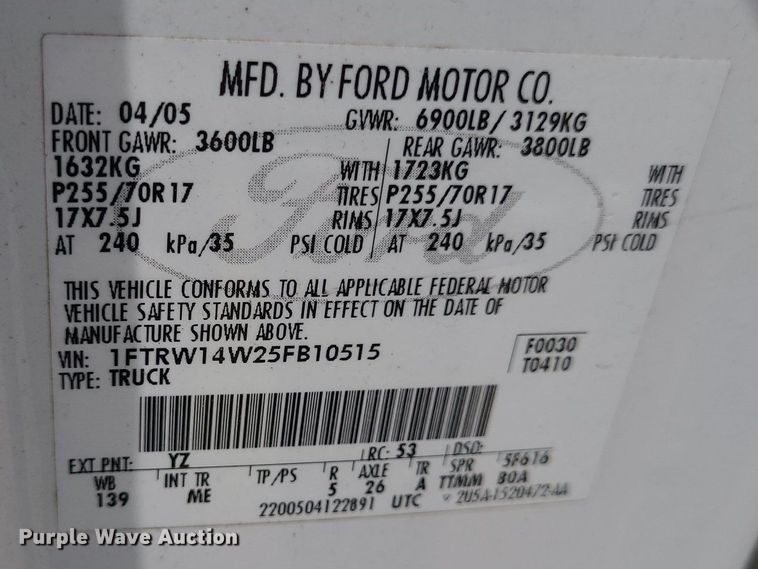 MFD. BY FORD MOTOR CO.
DATE: 04/05 GVWR: 6900LB/ 3129KG
FRONT GAWR: 3600LB REAR GAWR: 3800LB
1632KG WITH 1723KG WITH
P255/70R17 TIRES P255/70R17 TIRES
17X7.5J RIMS 17X7.5J RIMS
AT 240 kPa/35 PSI COLD AT 240 kPa/35 PSI COLD
Ford
THIS VEHICLE CONFORMS TO ALL APPLICABLE FEDERAL MOTOR
VEHICLE SAFETY STANDARDS IN EFFECT ON THE DATE OF
MANUFACTURE SHOWN ABOVE.
VIN: 1FTRW14W25FB10515 F0030
TYPE: TRUCK T0410
EXT PNT: YZ RC: 53 DSO:
WB INT TR TP/PS R AXLE TR SPR 5F616
139 ME 5 26 A TTMM 80A
2200504122891 UTC
Purple Wave Auction